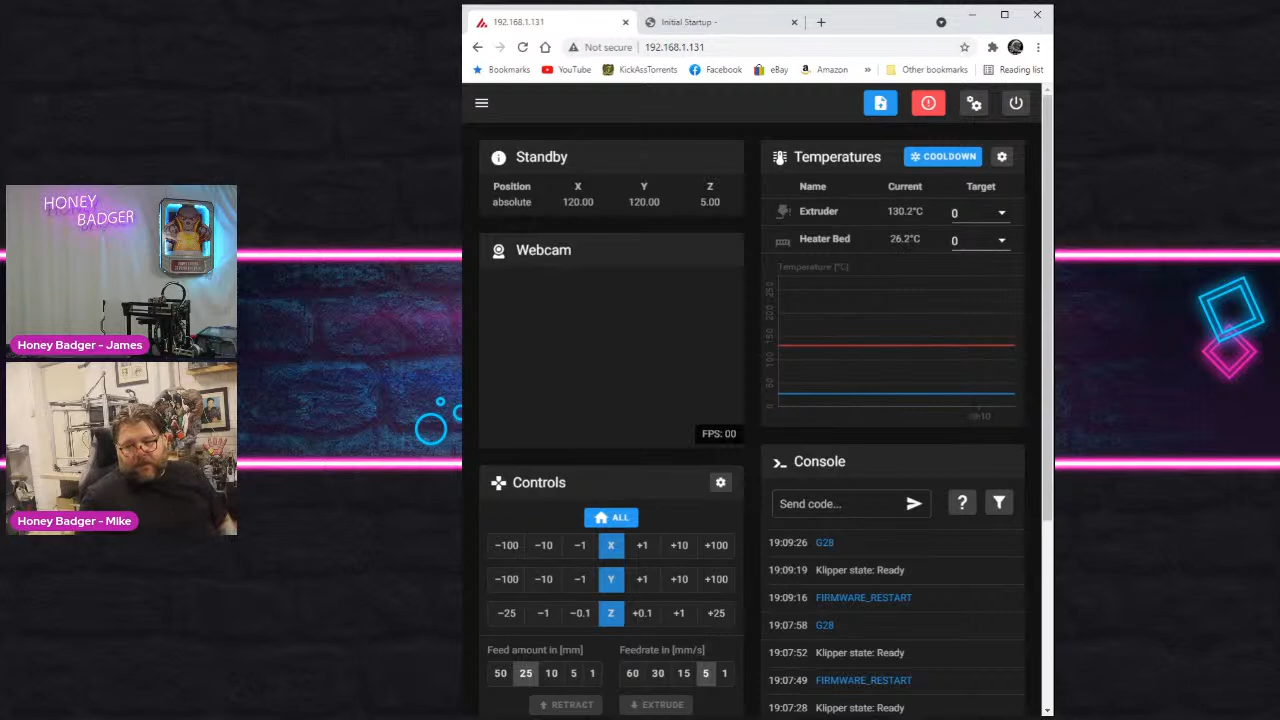 192.168.1.131
Initial Startup -
Not secure
192.168.1.131
Bookmarks
YouTube
KickAssTorrents
Facebook
eBay
Amazon
»
Other bookmarks
Reading list
Standby
Position X Y Z
absolute 120.00 120.00 5.00
Webcam
FPS: 00
Controls
ALL
-100 -10 -1 X +1 +10 +100
-100 -10 -1 Y +1 +10 +100
-25 -1 -0.1 Z +0.1 +1 +25
Feed amount in [mm]
50 25 10 5 1
Feedrate in [mm/s]
60 30 15 5 1
RETRACT
EXTRUDE
Temperatures
COOLDOWN
Name Current Target
Extruder 130.2°C 0
Heater Bed 26.2°C 0
Temperature [°C]
250
200
150
100
50
0
Console
Send code...
?
19:09:26 G28
19:09:19 Klipper state: Ready
19:09:16 FIRMWARE_RESTART
19:07:58 G28
19:07:52 Klipper state: Ready
19:07:49 FIRMWARE_RESTART
19:07:28 Klipper state: Ready
HONEY
BADGER
Honey Badger - James
Honey Badger - Mike